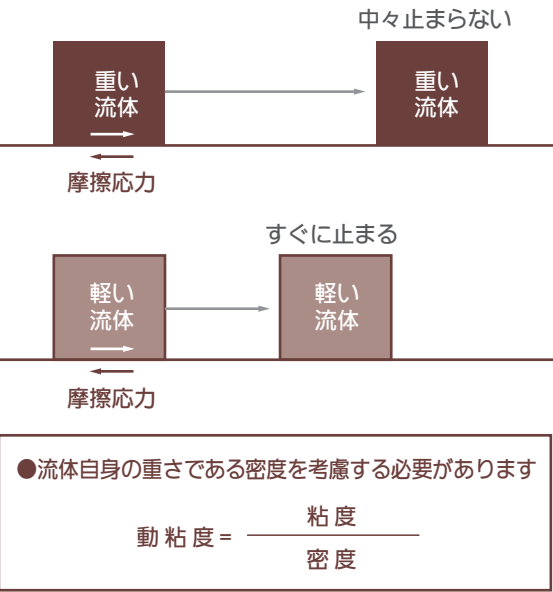 中々止まらない
重い
流体
重い
流体
摩擦応力
すぐに止まる
軽い
流体
軽い
流体
摩擦応力
●流体自身の重さである密度を考慮する必要があります
動粘度=
粘度
密度